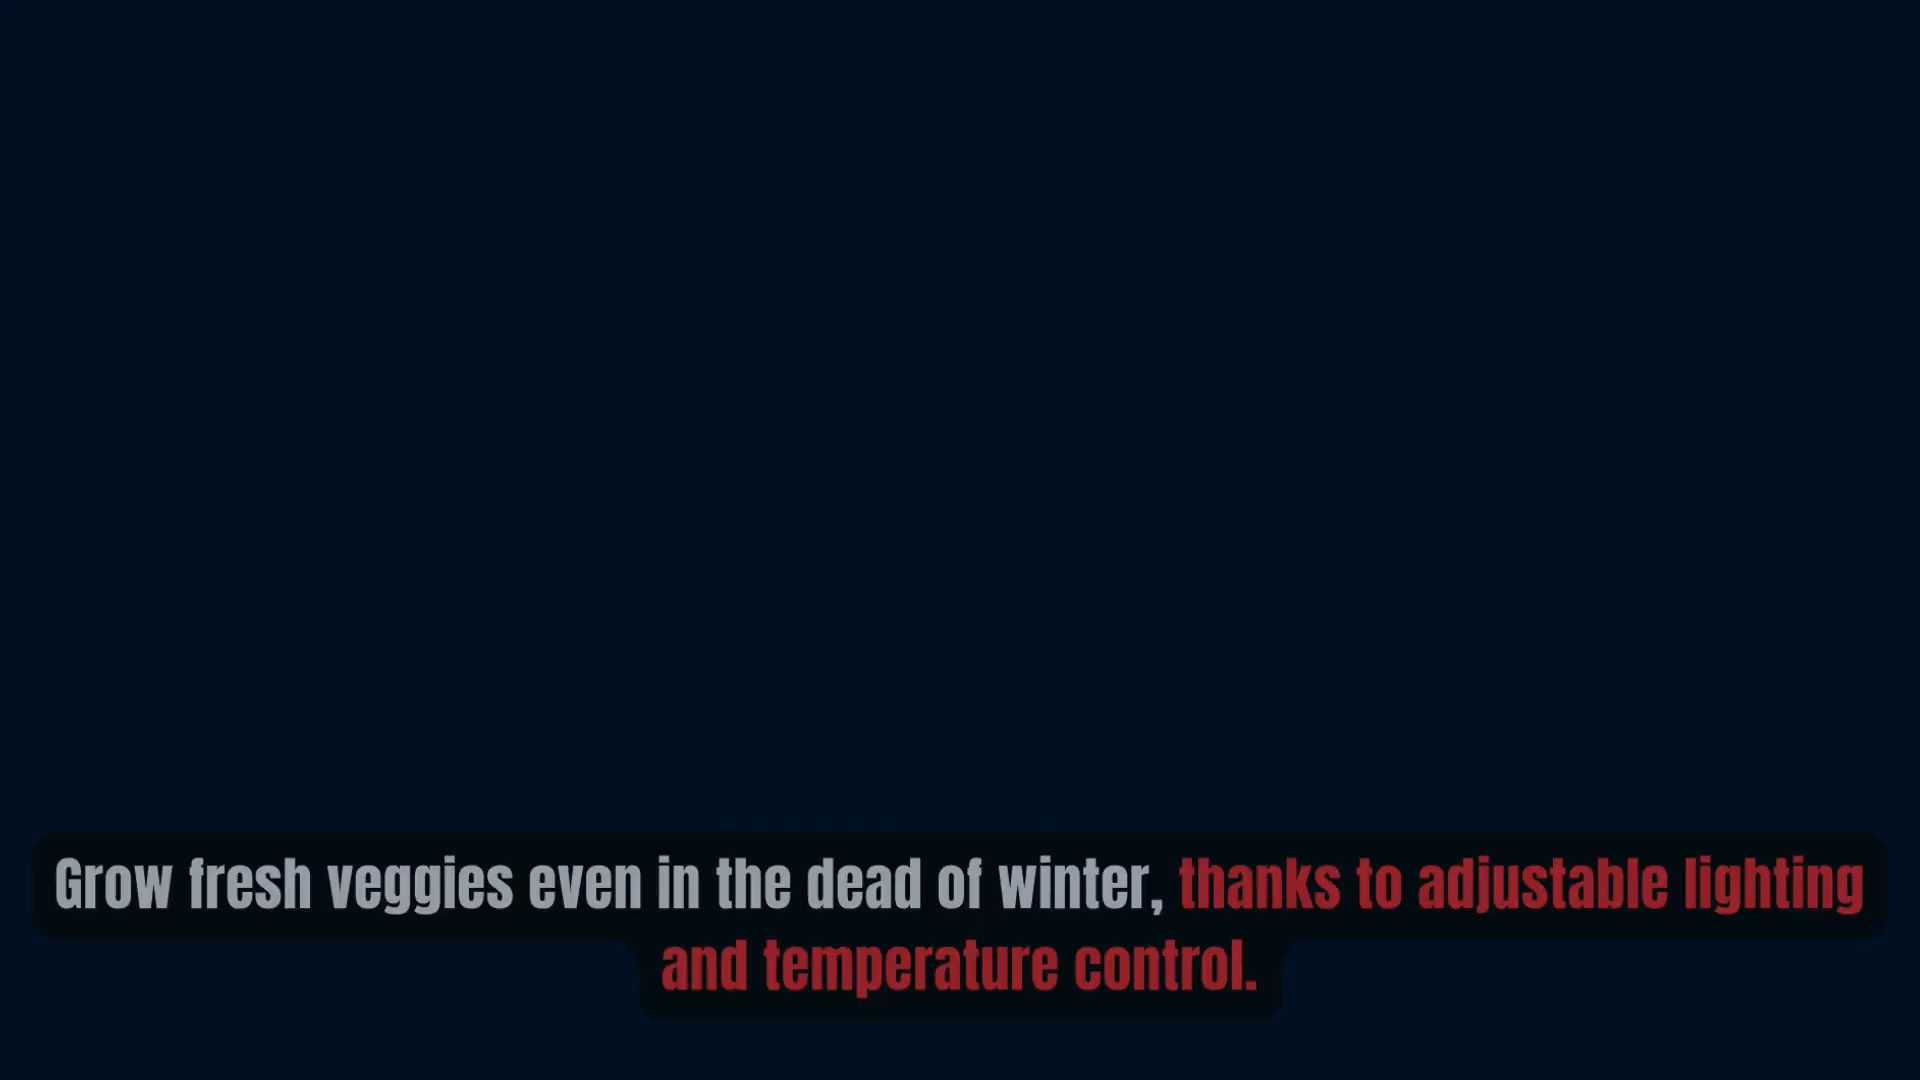 Grow fresh veggies even in the dead of winter, thanks to adjustable lighting
and temperature control.